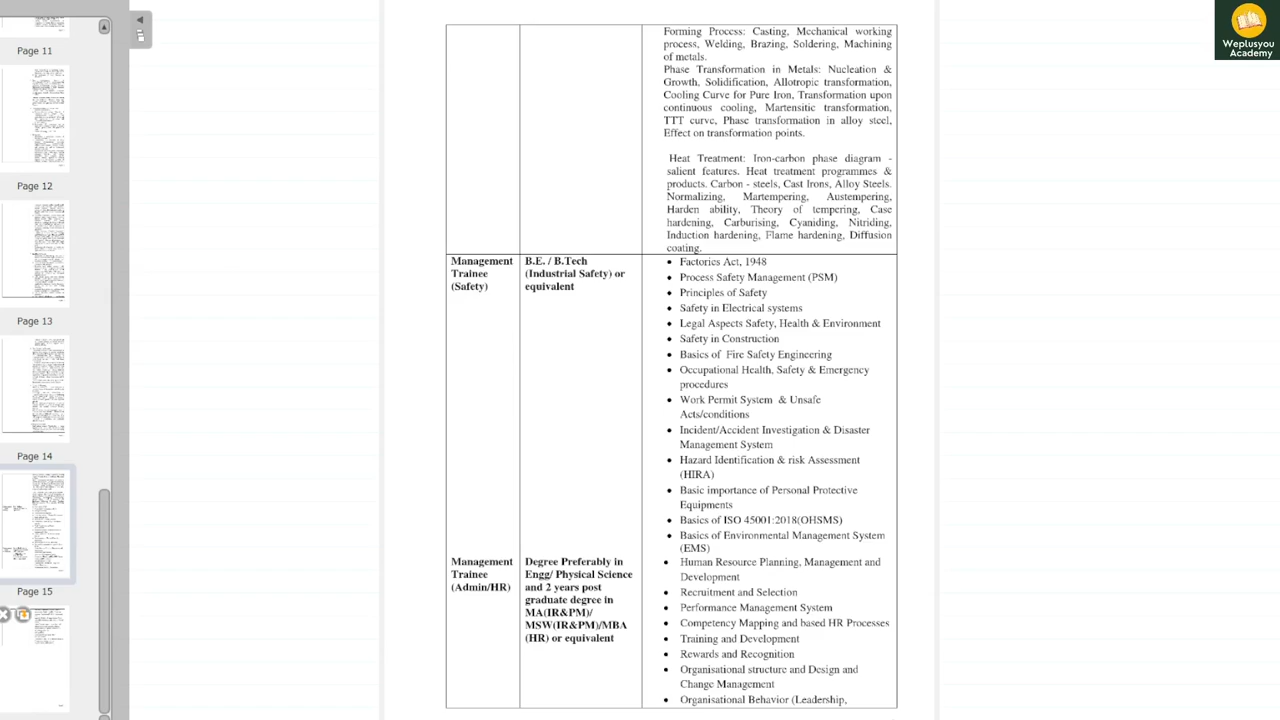 Page 11
Page 12
Page 13
Page 14
Page 15
Weplusyou
Academy
Forming Process: Casting, Mechanical working
process, Welding, Brazing, Soldering, Machining
of metals.
Phase Transformation in Metals: Nucleation &
Growth, Solidification, Allotropic transformation,
Cooling Curve for Pure Iron, Transformation upon
continuous cooling, Martensitic transformation,
TTT curve, Phase transformation in alloy steel,
Effect on transformation points.
Heat Treatment: Iron-carbon phase diagram -
salient features. Heat treatment programmes &
products. Carbon - steels, Cast Irons, Alloy Steels.
Normalizing, Martempering, Austempering,
Harden ability, Theory of tempering, Case
hardening, Carburising, Cyaniding, Nitriding,
Induction hardening, Flame hardening, Diffusion
coating.
Management
Trainee
(Safety)
B.E. / B.Tech
(Industrial Safety) or
equivalent
• Factories Act, 1948
• Process Safety Management (PSM)
• Principles of Safety
• Safety in Electrical systems
• Legal Aspects Safety, Health & Environment
• Safety in Construction
• Basics of Fire Safety Engineering
• Occupational Health, Safety & Emergency
procedures
• Work Permit System & Unsafe
Acts/conditions
• Incident/Accident Investigation & Disaster
Management System
• Hazard Identification & risk Assessment
(HIRA)
• Basic importance of Personal Protective
Equipments
• Basics of ISO 45001:2018(OHSMS)
• Basics of Environmental Management System
(EMS)
Management
Trainee
(Admin/HR)
Degree Preferably in
Engg/ Physical Science
and 2 years post
graduate degree in
MA(IR&PM)/
MSW(IR&PM)/MBA
(HR) or equivalent
• Human Resource Planning, Management and
Development
• Recruitment and Selection
• Performance Management System
• Competency Mapping and based HR Processes
• Training and Development
• Rewards and Recognition
• Organisational structure and Design and
Change Management
• Organisational Behavior (Leadership,